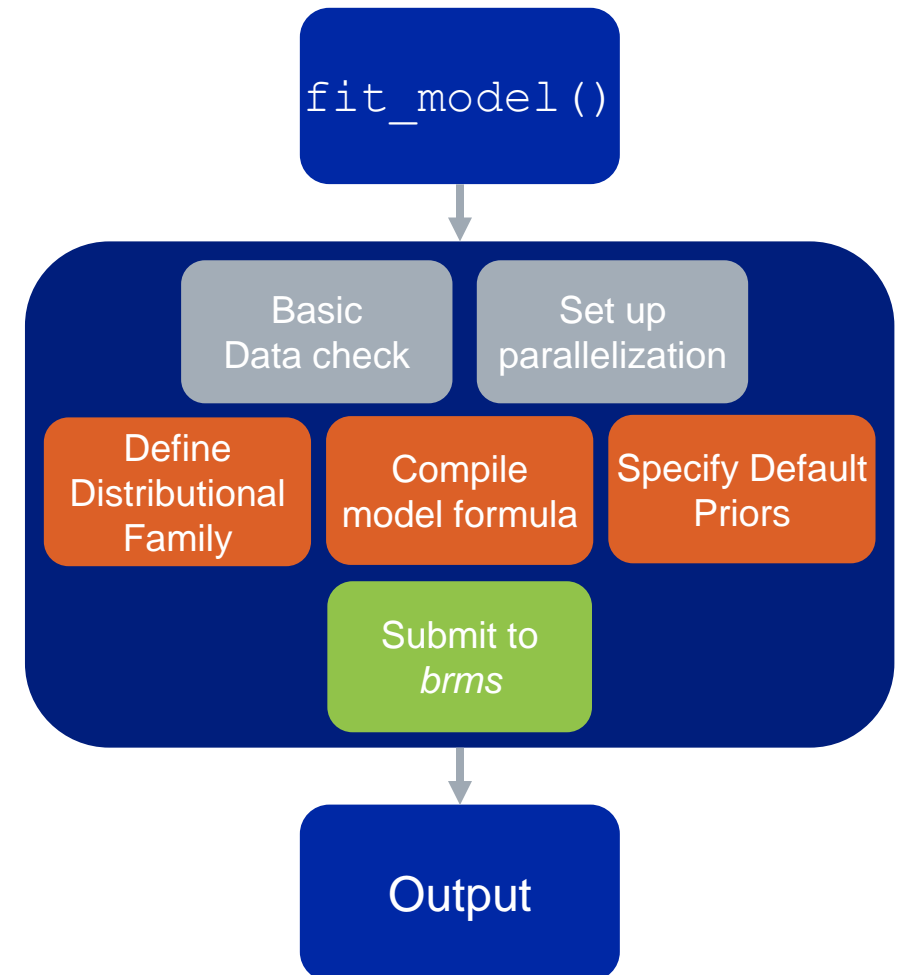 fit_model()
Basic
Data check
Set up
parallelization
Define
Distributional
Family
Compile
model formula
Specify Default
Priors
Submit to
brms
Output